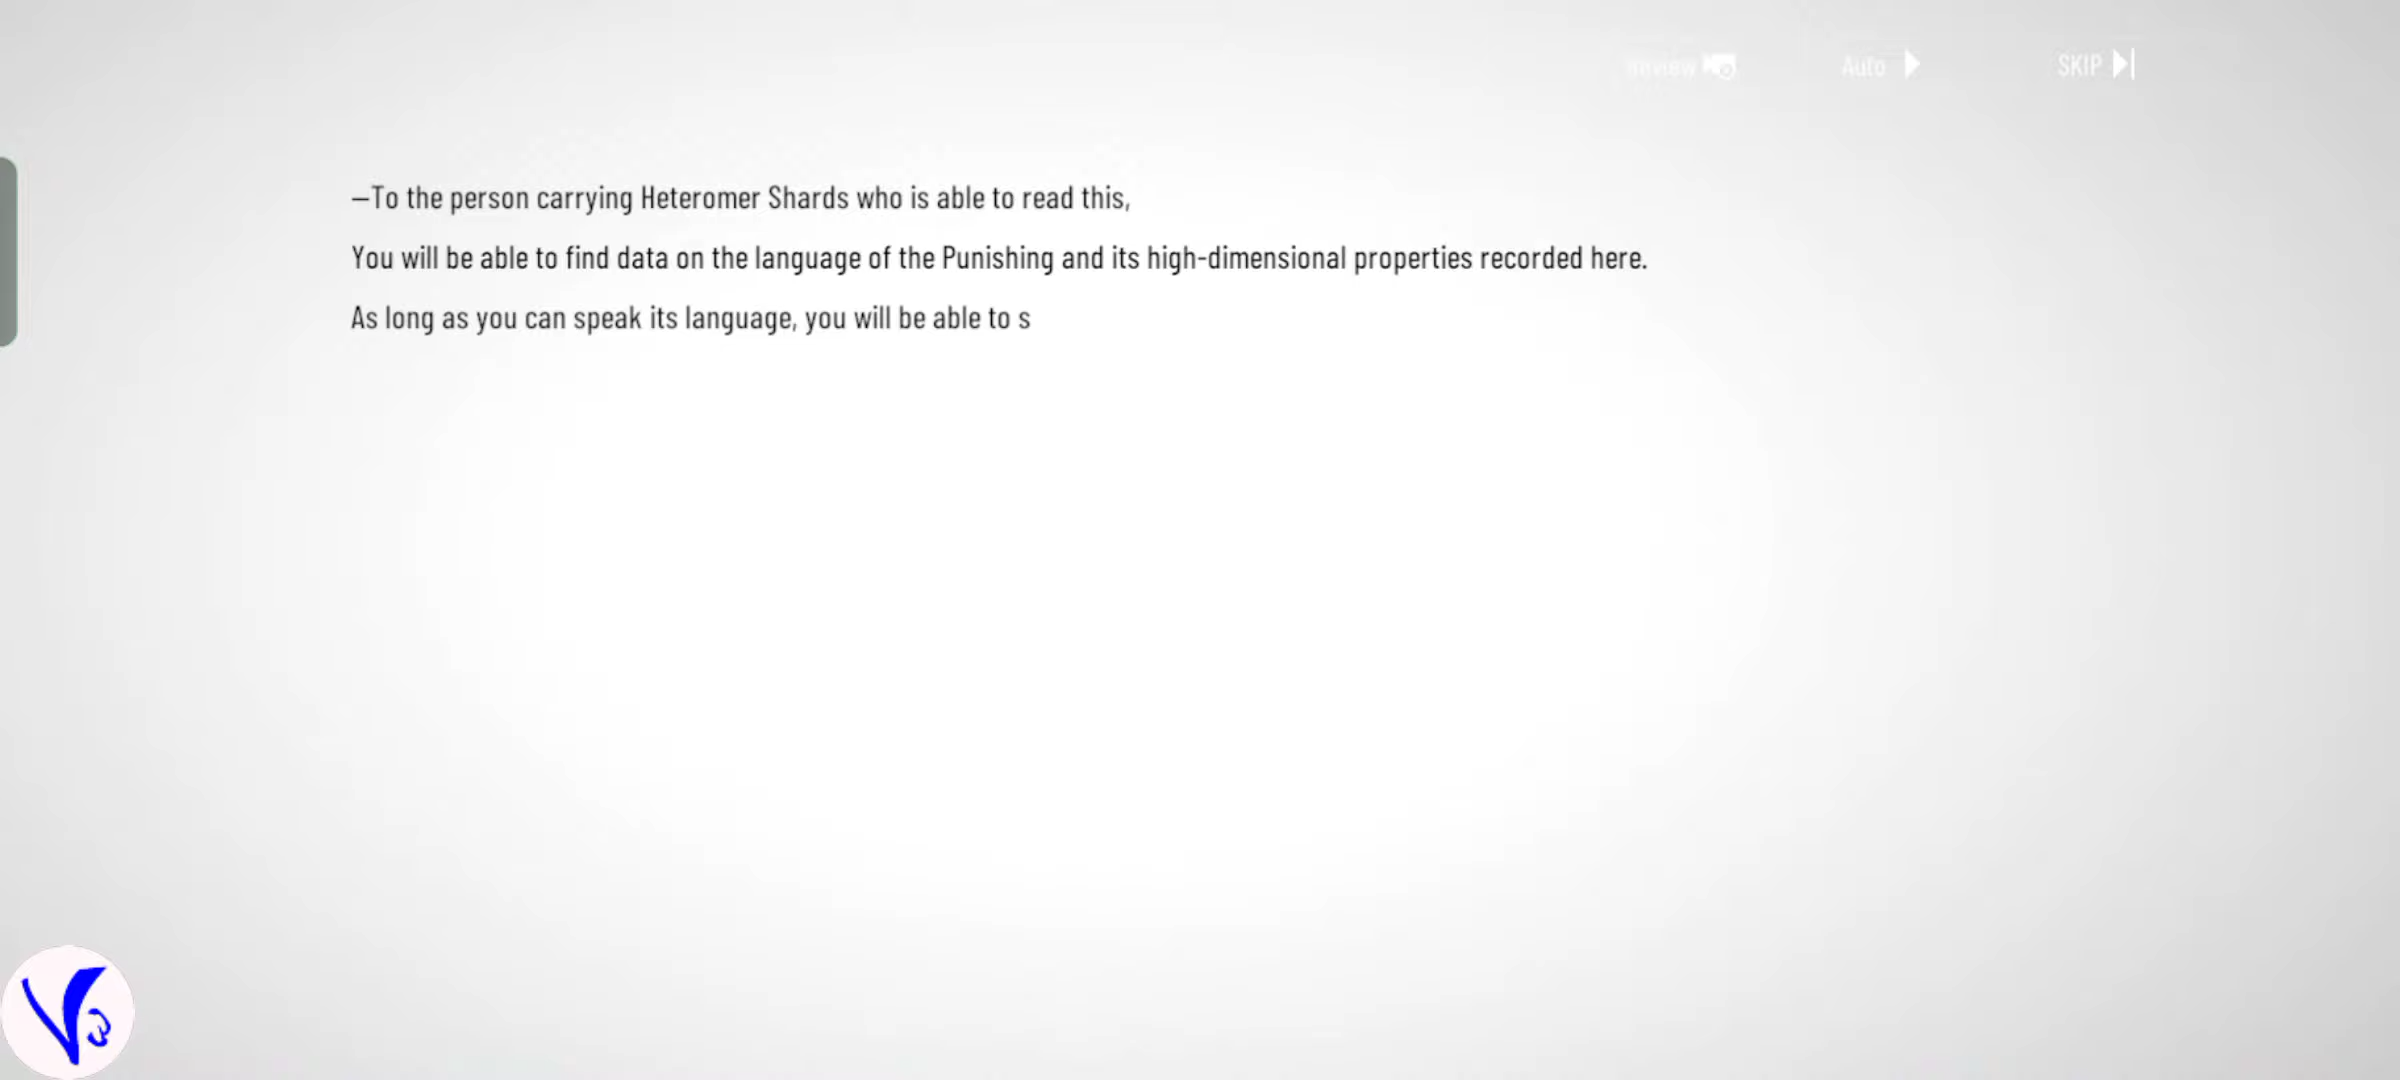 Review
Auto
SKIP
—To the person carrying Heteromer Shards who is able to read this,
You will be able to find data on the language of the Punishing and its high-dimensional properties recorded here.
As long as you can speak its language, you will be able to s